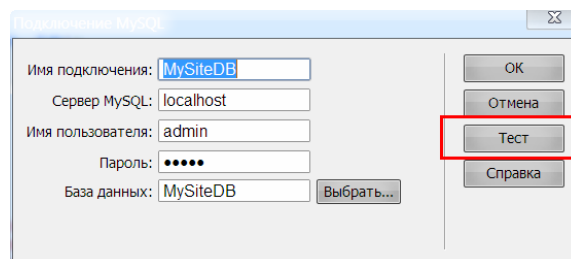 Подключение MySQL
Имя подключения: MySiteDB
Сервер MySQL: localhost
Имя пользователя: admin
Пароль: •••••
База данных: MySiteDB Выбрать...
ОК
Отмена
Тест
Справка